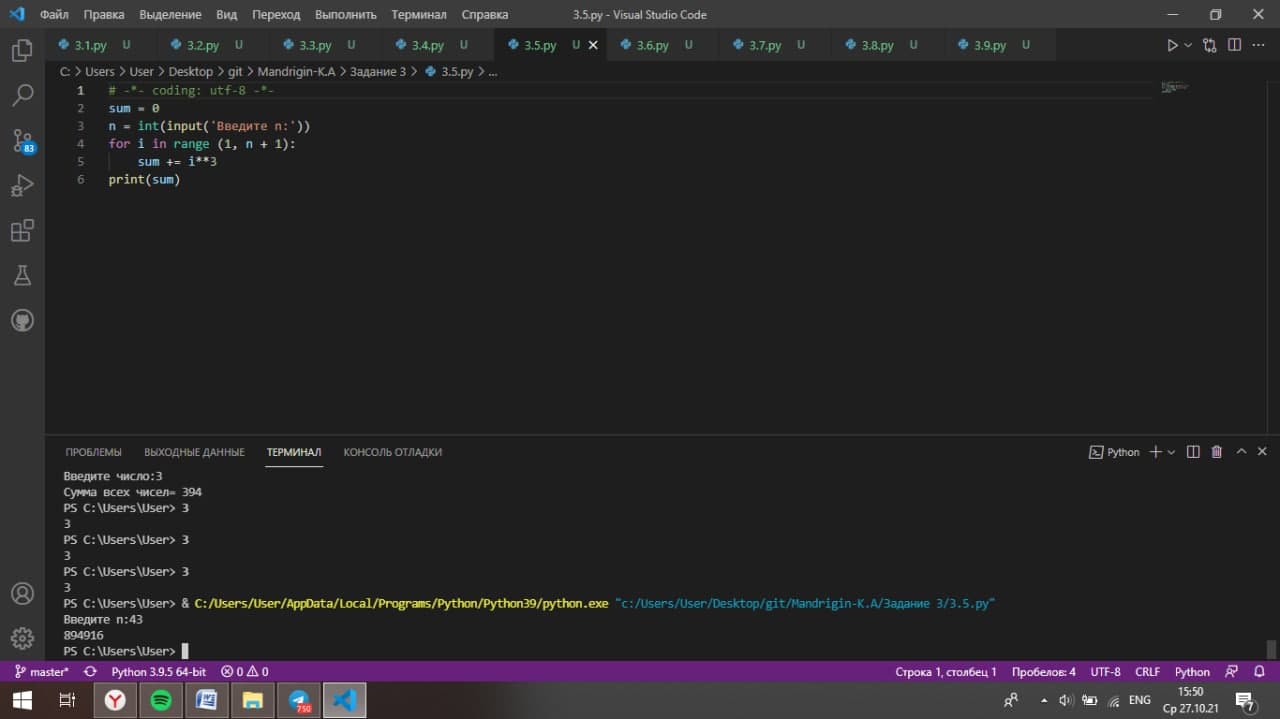 Файл Правка Выделение Вид Переход Выполнить Терминал Справка 3.5.py - Visual Studio Code
3.1.py U 3.2.py U 3.3.py U 3.4.py U 3.5.py U 3.6.py U 3.7.py U 3.8.py U 3.9.py U
C: > Users > User > Desktop > git > Mandrigin-K.A > Задание 3 > 3.5.py > ...
1 # -*- coding: utf-8 -*-
2 sum = 0
3 n = int(input('Введите n:'))
4 for i in range (1, n + 1):
5 sum += i**3
6 print(sum)
83
ПРОБЛЕМЫ ВЫХОДНЫЕ ДАННЫЕ ТЕРМИНАЛ КОНСОЛЬ ОТЛАДКИ Python
Введите число:3
Сумма всех чисел= 394
PS C:\Users\User> 3
3
PS C:\Users\User> 3
3
PS C:\Users\User> 3
3
PS C:\Users\User> & C:/Users/User/AppData/Local/Programs/Python/Python39/python.exe "c:/Users/User/Desktop/git/Mandrigin-K.A/Задание 3/3.5.py"
Введите n:43
894916
PS C:\Users\User>
master* Python 3.9.5 64-bit 0 0 Строка 1, столбец 1 Пробелов: 4 UTF-8 CRLF Python
750 ENG 15:50
Ср 27.10.21 7